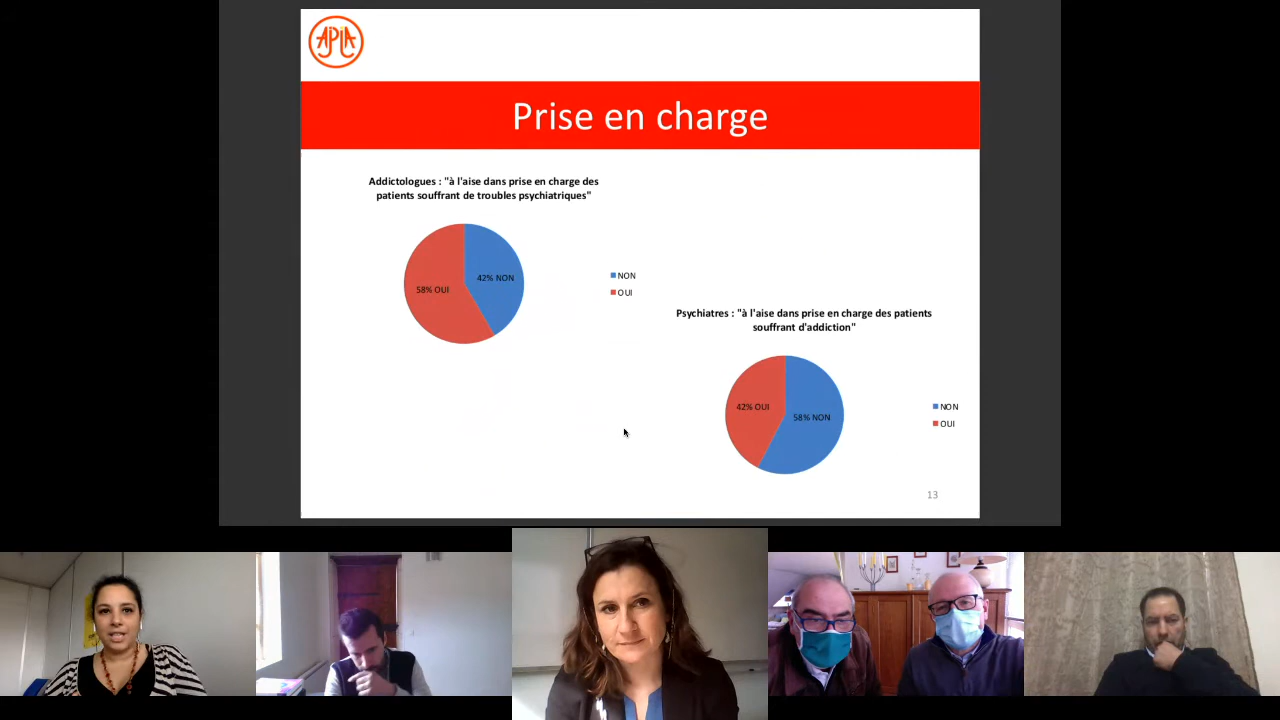 APJIA
Prise en charge
Addictologues : "à l'aise dans prise en charge des
patients souffrant de troubles psychiatriques"
42% NON
58% OUI
NON
OUI
Psychiatres : "à l'aise dans prise en charge des patients
souffrant d'addiction"
42% OUI
58% NON
NON
OUI
13